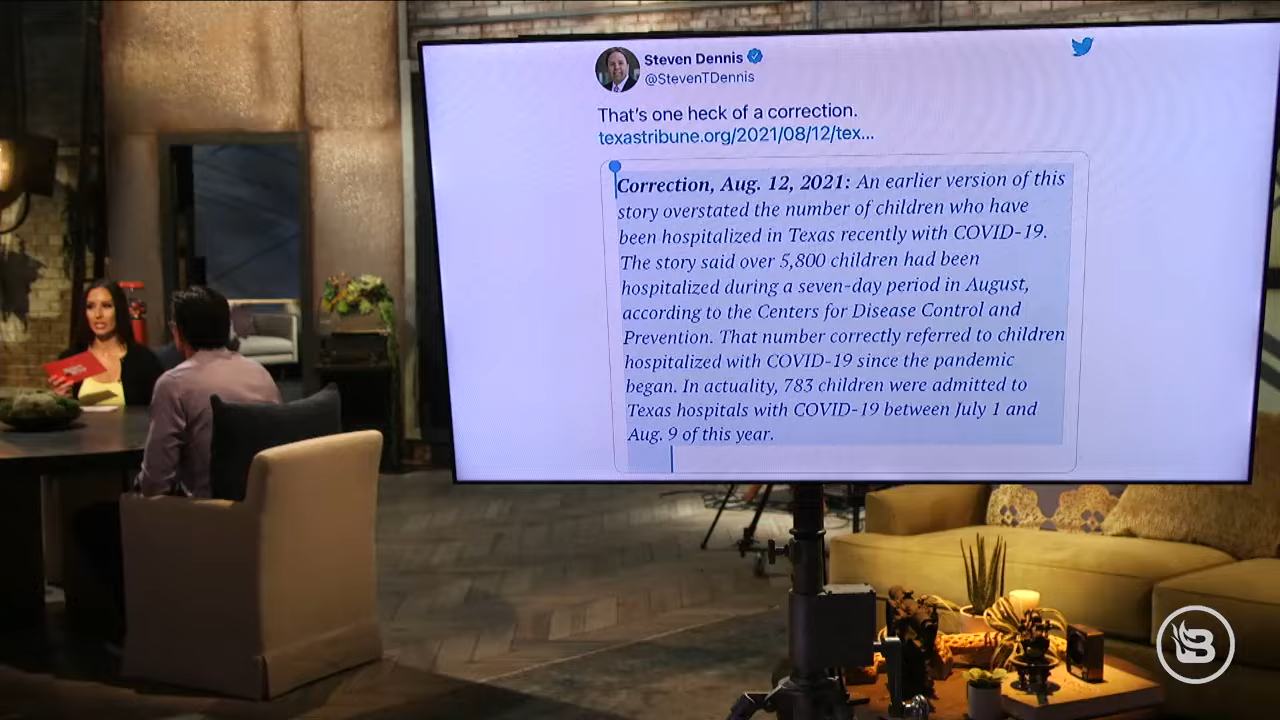 Steven Dennis
@StevenTDennis
That's one heck of a correction.
texastribune.org/2021/08/12/tex...
Correction, Aug. 12, 2021: An earlier version of this
story overstated the number of children who have
been hospitalized in Texas recently with COVID-19.
The story said over 5,800 children had been
hospitalized during a seven-day period in August,
according to the Centers for Disease Control and
Prevention. That number correctly referred to children
hospitalized with COVID-19 since the pandemic
began. In actuality, 783 children were admitted to
Texas hospitals with COVID-19 between July 1 and
Aug. 9 of this year.
B